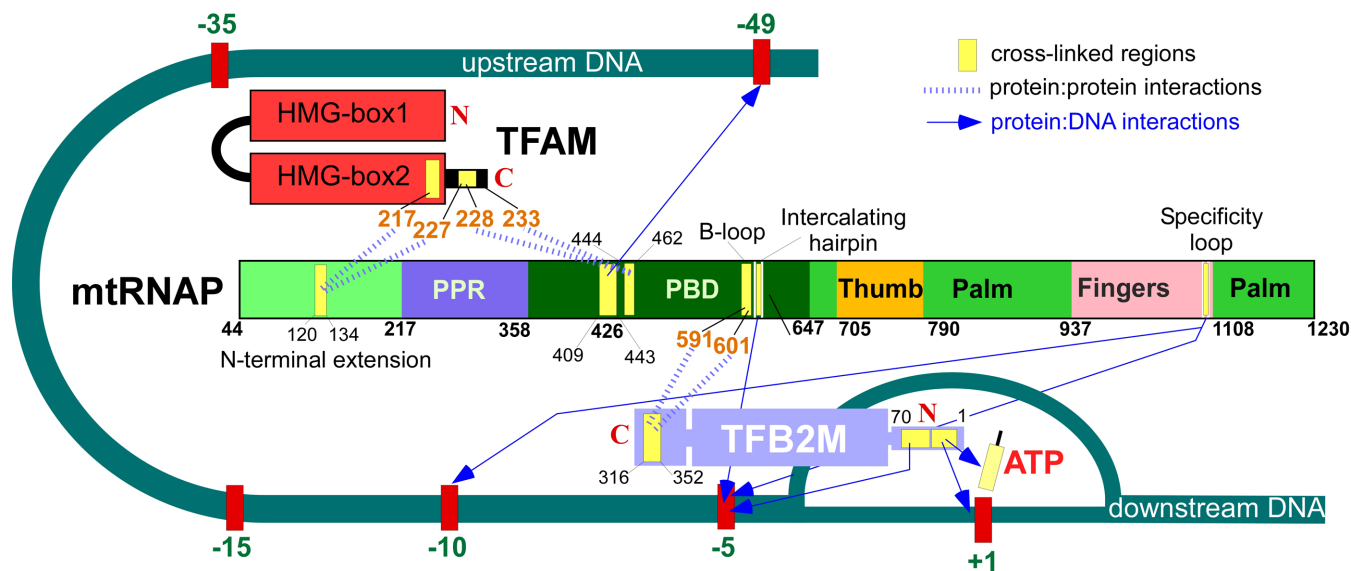 -35
-49
upstream DNA
cross-linked regions
protein:protein interactions
protein:DNA interactions
HMG-box1
N
TFAM
HMG-box2
C
217
227
228
233
444
462
B-loop
Intercalating
hairpin
Specificity
loop
mtRNAP
PPR
PBD
Thumb
Palm
Fingers
Palm
44
120
134
217
358
409
426
443
591
601
647
705
790
937
1108
1230
N-terminal extension
C
TFB2M
70
N
1
316
352
ATP
downstream DNA
-15
-10
-5
+1